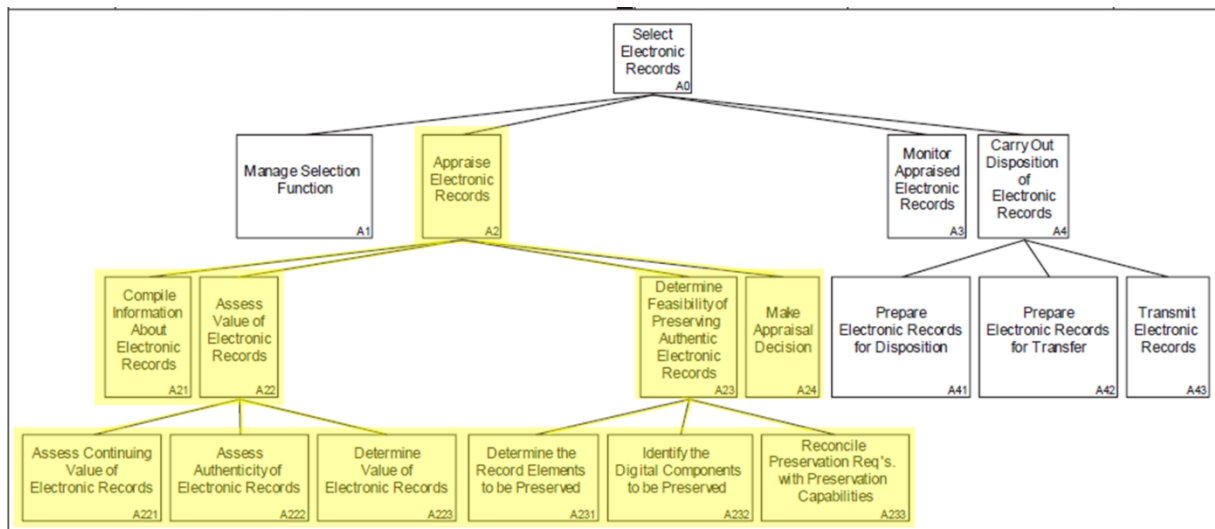 Select
Electronic
Records
A0
Manage Selection
Function
A1
Appraise
Electronic
Records
A2
Monitor
Appraised
Electronic
Records
A3
Carry Out
Disposition
of
Electronic
Records
A4
Compile
Information
About
Electronic
Records
A21
Assess
Value of
Electronic
Records
A22
Determine
Feasibility of
Preserving
Authentic
Electronic
Records
A23
Make
Appraisal
Decision
A24
Prepare
Electronic Records
for Disposition
A41
Prepare
Electronic Records
for Transfer
A42
Transmit
Electronic
Records
A43
Assess Continuing
Value of
Electronic Records
A221
Assess
Authenticity of
Electronic Records
A222
Determine
Value of
Electronic Records
A223
Determine the
Record Elements
to be Preserved
A231
Identify the
Digital Components
to be Preserved
A232
Reconcile
Preservation Req's.
with Preservation
Capabilities
A233